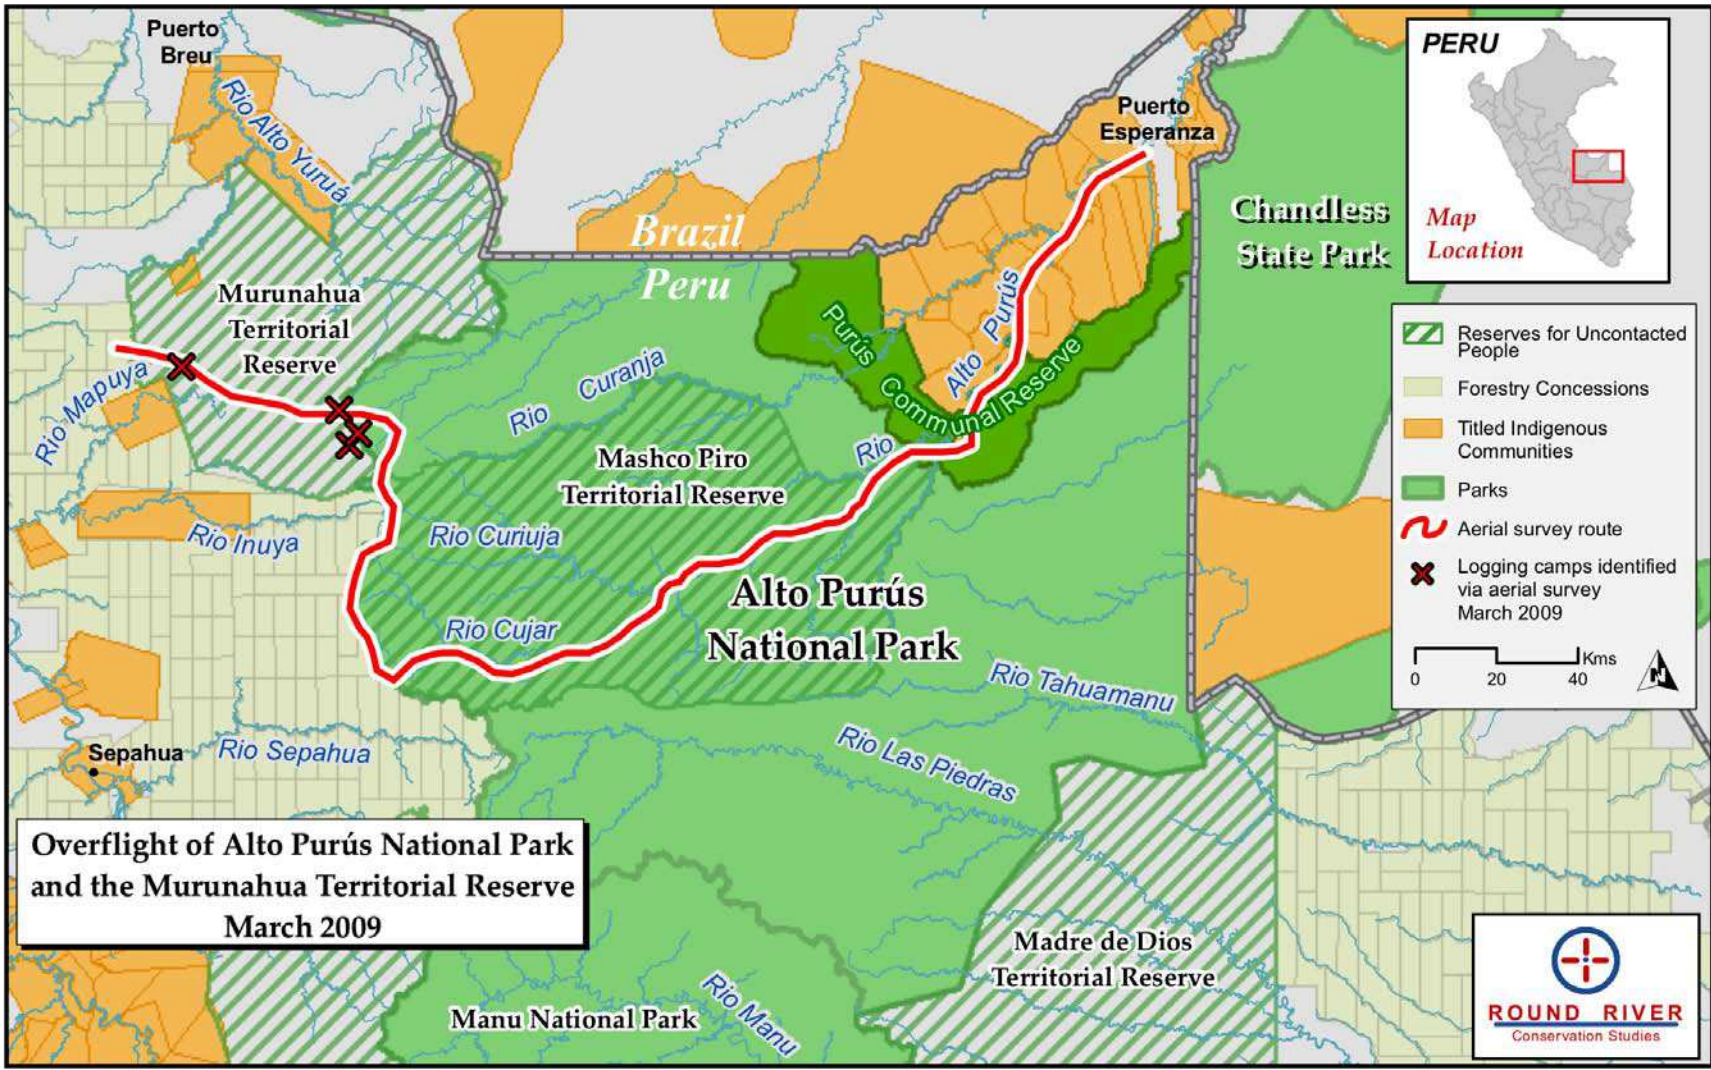 Puerto
Breu
Rio Alto Yuruá
Puerto
Esperanza
Brazil
Peru
Chandless
State Park
PERU
Map
Location
Murunahua
Territorial
Reserve
Rio Mapuya
Rio Curanja
Purús
Communal Reserve
Rio Alto Purús
Mashco Piro
Territorial Reserve
Rio Inuya
Rio Curiuja
Rio Cujar
Alto Purús
National Park
Rio Tahuamanu
Rio Las Piedras
Sepahua
Rio Sepahua
Reserves for Uncontacted
People
Forestry Concessions
Titled Indigenous
Communities
Parks
Aerial survey route
Logging camps identified
via aerial survey
March 2009
Kms
0 20 40
N
Overflight of Alto Purús National Park
and the Murunahua Territorial Reserve
March 2009
Manu National Park
Rio Manu
Madre de Dios
Territorial Reserve
ROUND RIVER
Conservation Studies